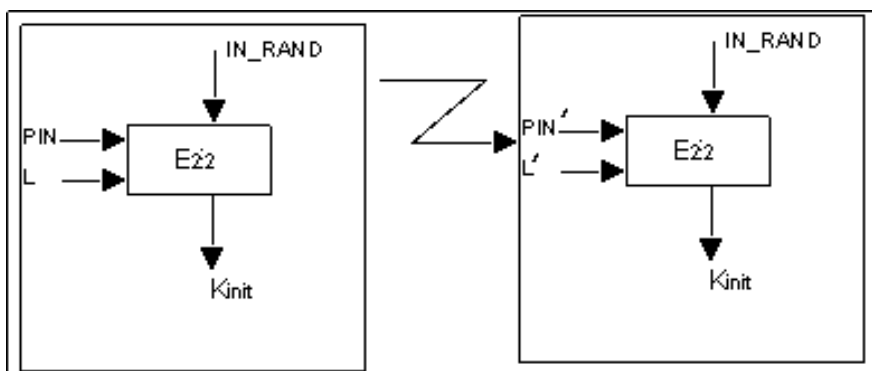 IN_RAND
PIN
L
E22
Kinit
IN_RAND
PIN'
L'
E22
Kinit